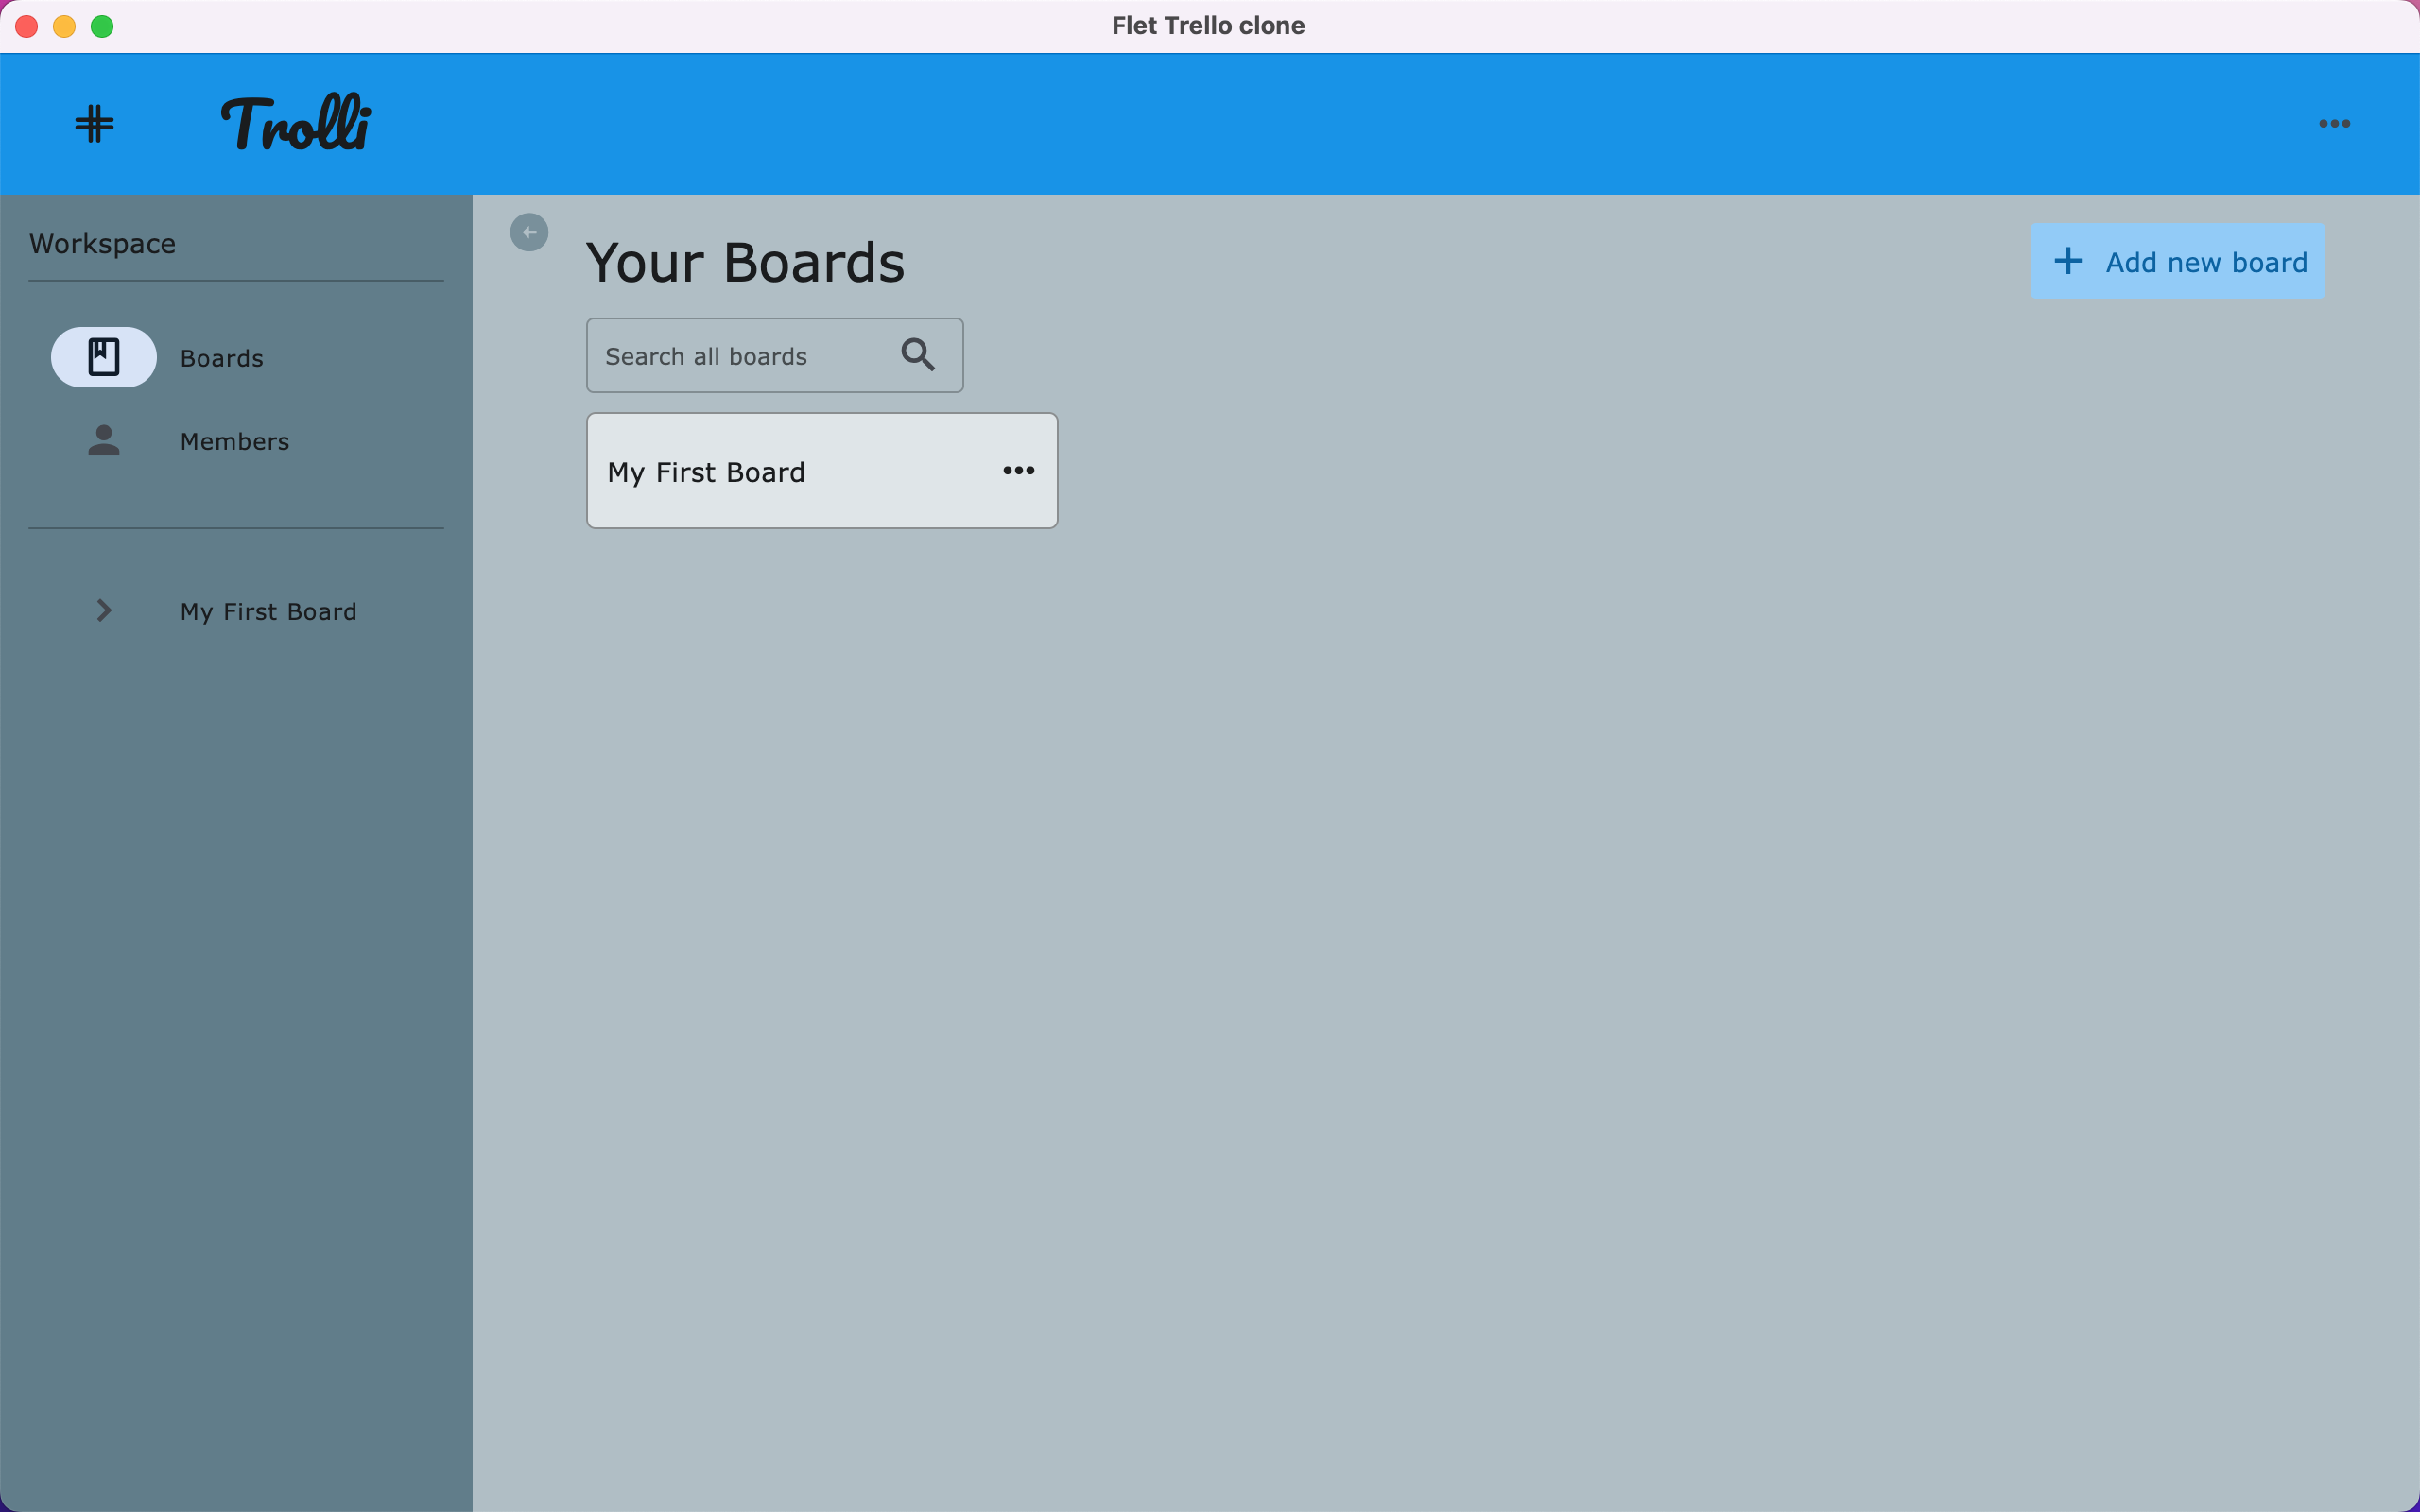 Flet Trello clone
Trolli
Workspace
Boards
Members
My First Board
Your Boards
Add new board
Search all boards
My First Board